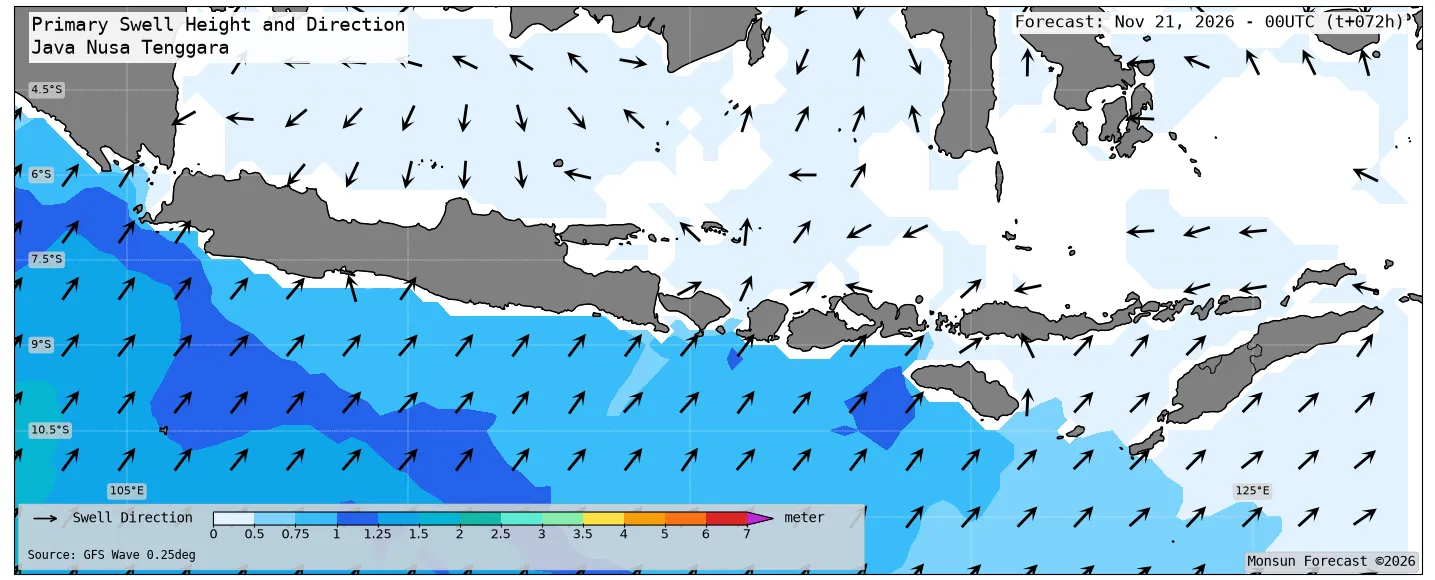 Primary Swell Height and Direction
Java Nusa Tenggara
Forecast: Nov 21, 2026 - 00UTC (t+072h)
4.5°S
6°S
7.5°S
9°S
10.5°S
105°E
125°E
Swell Direction
0 0.5 0.75 1 1.25 1.5 2 2.5 3 3.5 4 5 6 7
meter
Source: GFS Wave 0.25deg
Monsun Forecast ©2026